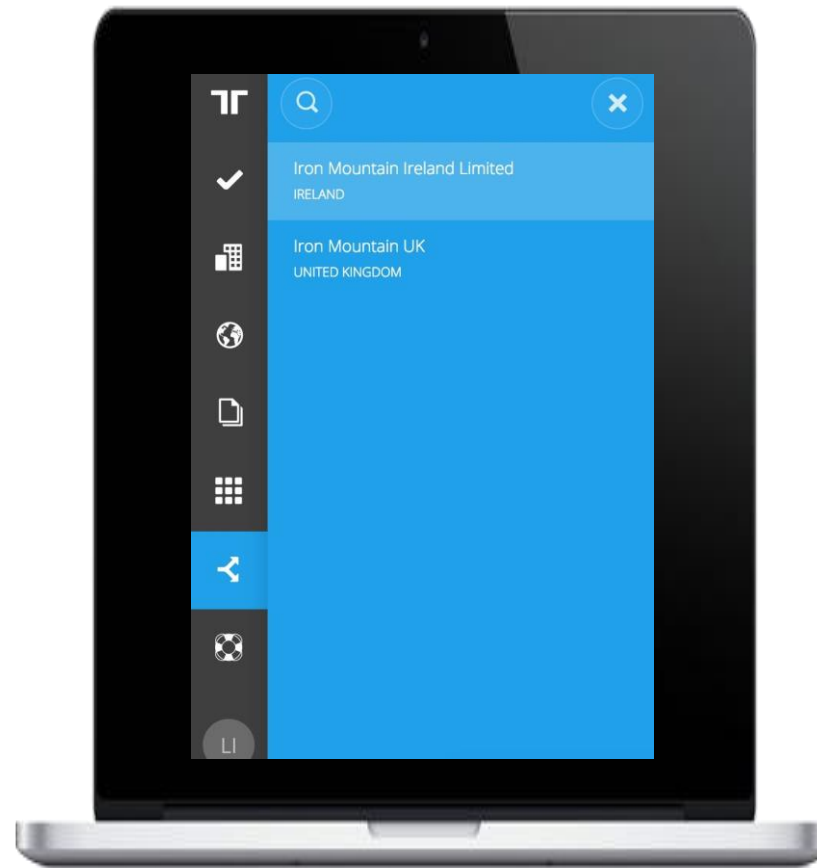 Iron Mountain Ireland Limited
IRELAND
Iron Mountain UK
UNITED KINGDOM
LI